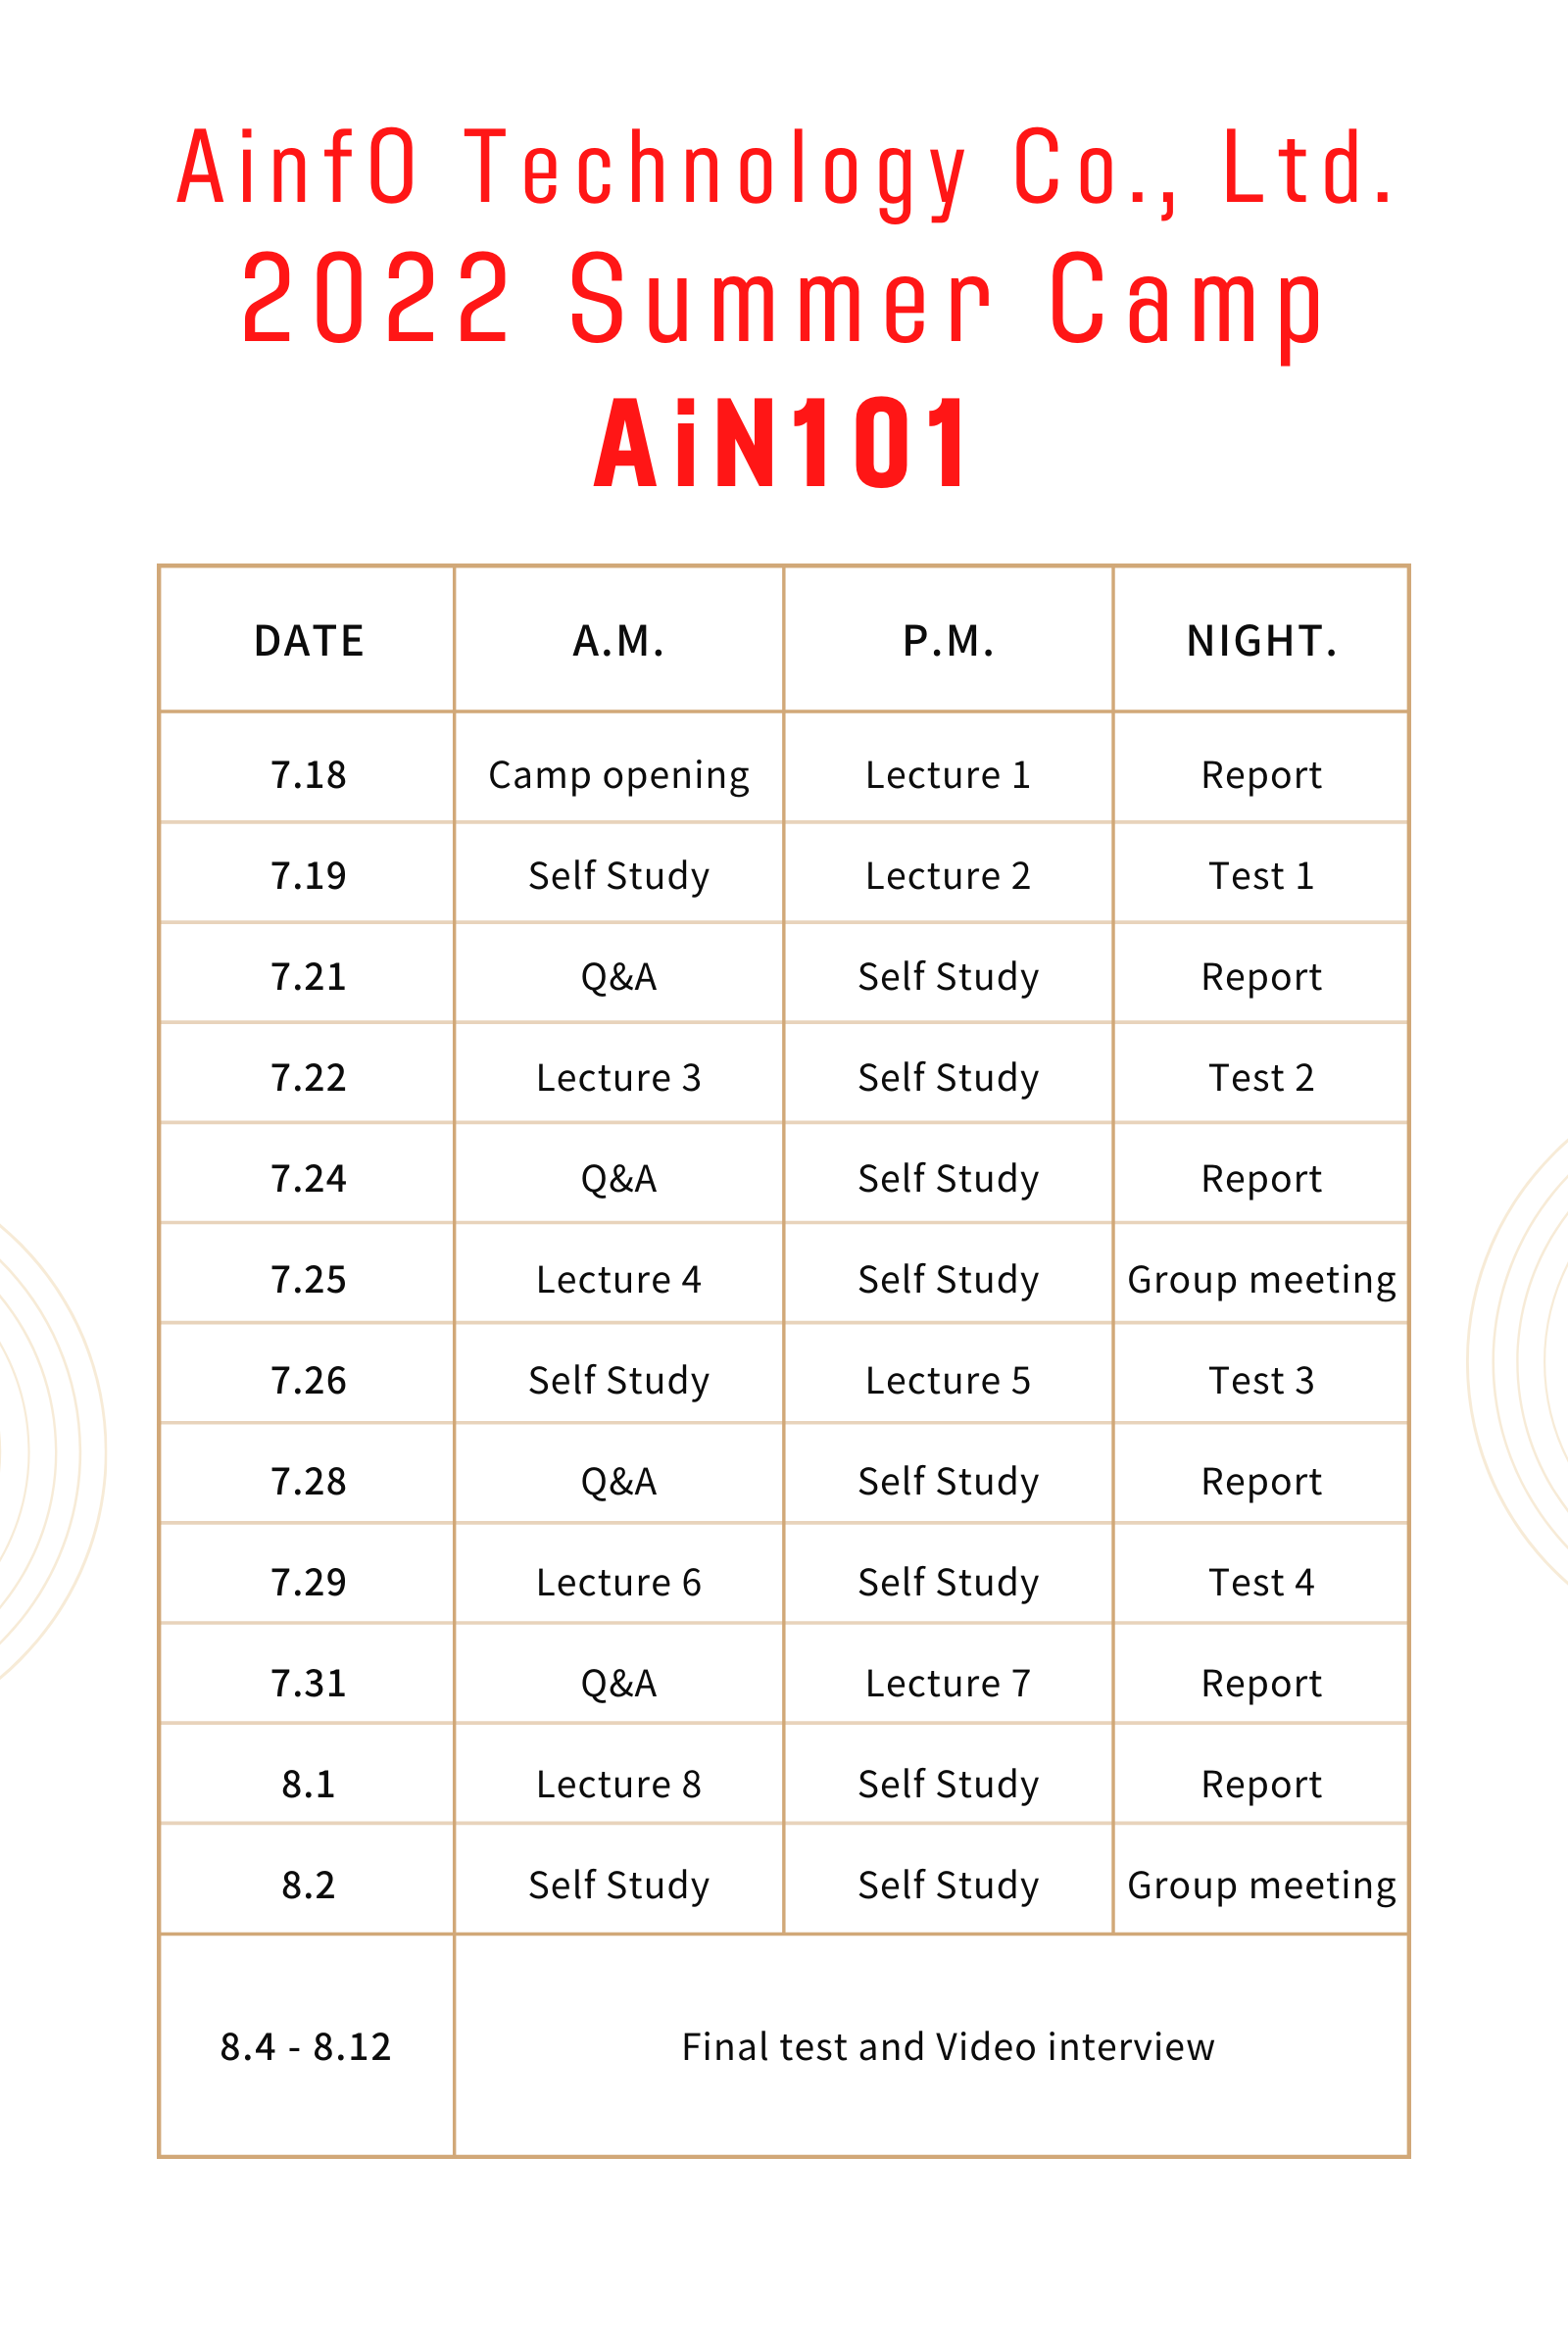 AinfO Technology Co., Ltd.
2022 Summer Camp
AiN101
DATE A.M. P.M. NIGHT.
7.18 Camp opening Lecture 1 Report
7.19 Self Study Lecture 2 Test 1
7.21 Q&A Self Study Report
7.22 Lecture 3 Self Study Test 2
7.24 Q&A Self Study Report
7.25 Lecture 4 Self Study Group meeting
7.26 Self Study Lecture 5 Test 3
7.28 Q&A Self Study Report
7.29 Lecture 6 Self Study Test 4
7.31 Q&A Lecture 7 Report
8.1 Lecture 8 Self Study Report
8.2 Self Study Self Study Group meeting
8.4 - 8.12 Final test and Video interview